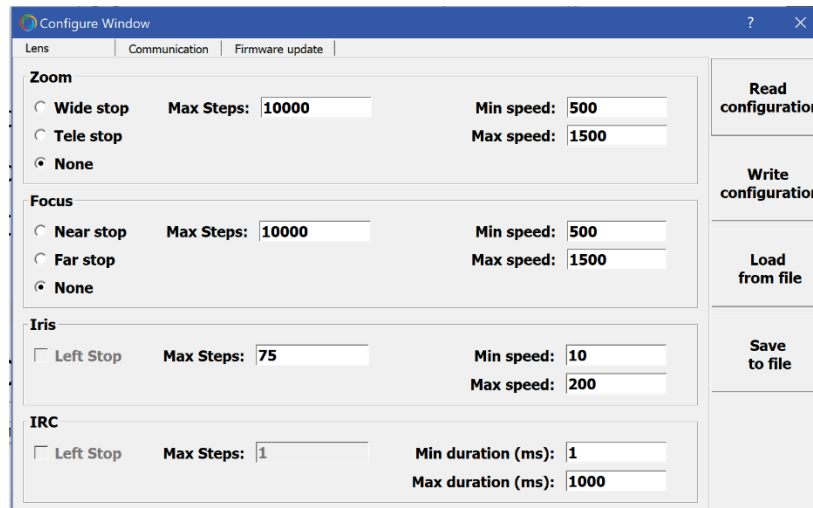 Configure Window
?
Lens
Communication
Firmware update
Zoom
Wide stop
Max Steps: 10000
Min speed: 500
Tele stop
Max speed: 1500
None
Focus
Near stop
Max Steps: 10000
Min speed: 500
Far stop
Max speed: 1500
None
Iris
Left Stop
Max Steps: 75
Min speed: 10
Max speed: 200
IRC
Left Stop
Max Steps: 1
Min duration (ms): 1
Max duration (ms): 1000
Read
configuration
Write
configuration
Load
from file
Save
to file